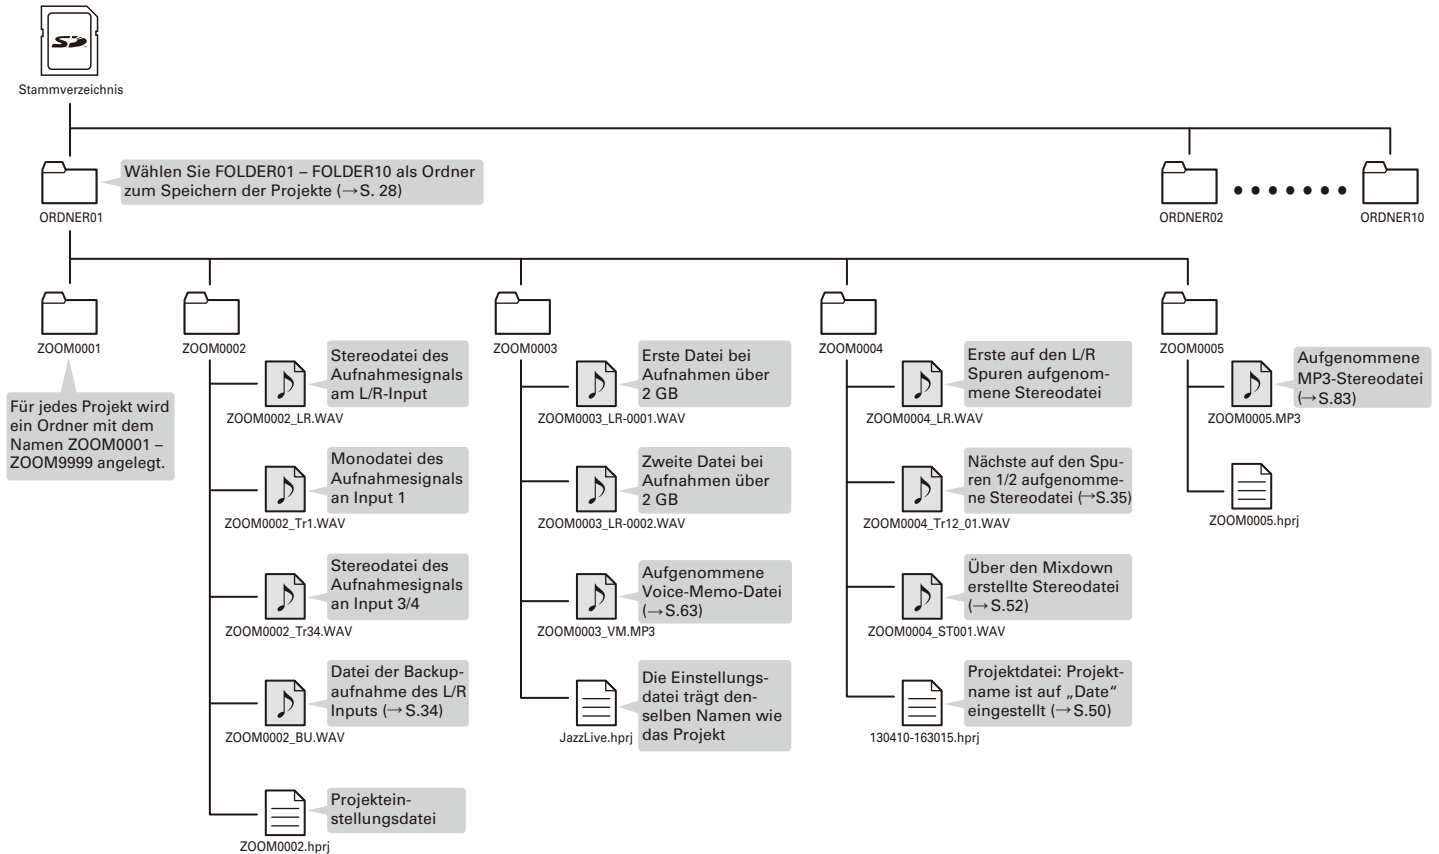 SD
Stammverzeichnis
ORDNER01
Wählen Sie FOLDER01 – FOLDER10 als Ordner
zum Speichern der Projekte (→S. 28)
ORDNER02
ORDNER10
ZOOM0001
Für jedes Projekt wird
ein Ordner mit dem
Namen ZOOM0001 –
ZOOM9999 angelegt.
ZOOM0002
Stereodatei des
Aufnahmesignals
am L/R-Input
ZOOM0002_LR.WAV
Monodatei des
Aufnahmesignals
an Input 1
ZOOM0002_Tr1.WAV
Stereodatei des
Aufnahmesignals
an Input 3/4
ZOOM0002_Tr34.WAV
Datei der Backup-
aufnahme des L/R
Inputs (→S.34)
ZOOM0002_BU.WAV
Projektein-
stellungsdatei
ZOOM0002.hprj
ZOOM0003
Erste Datei bei
Aufnahmen über
2 GB
ZOOM0003_LR-0001.WAV
Zweite Datei bei
Aufnahmen über
2 GB
ZOOM0003_LR-0002.WAV
Aufgenommene
Voice-Memo-Datei
(→S.63)
ZOOM0003_VM.MP3
Die Einstellungs-
datei trägt den-
selben Namen wie
das Projekt
JazzLive.hprj
ZOOM0004
Erste auf den L/R
Spuren aufgenom-
mene Stereodatei
ZOOM0004_LR.WAV
Nächste auf den Spu-
ren 1/2 aufgenomme-
ne Stereodatei (→S.35)
ZOOM0004_Tr12_01.WAV
Über den Mixdown
erstellte Stereodatei
(→S.52)
ZOOM0004_ST001.WAV
Projektdatei: Projekt-
name ist auf „Date“
eingestellt (→S.50)
130410-163015.hprj
ZOOM0005
Aufgenommene
MP3-Stereodatei
(→S.83)
ZOOM0005.MP3
ZOOM0005.hprj